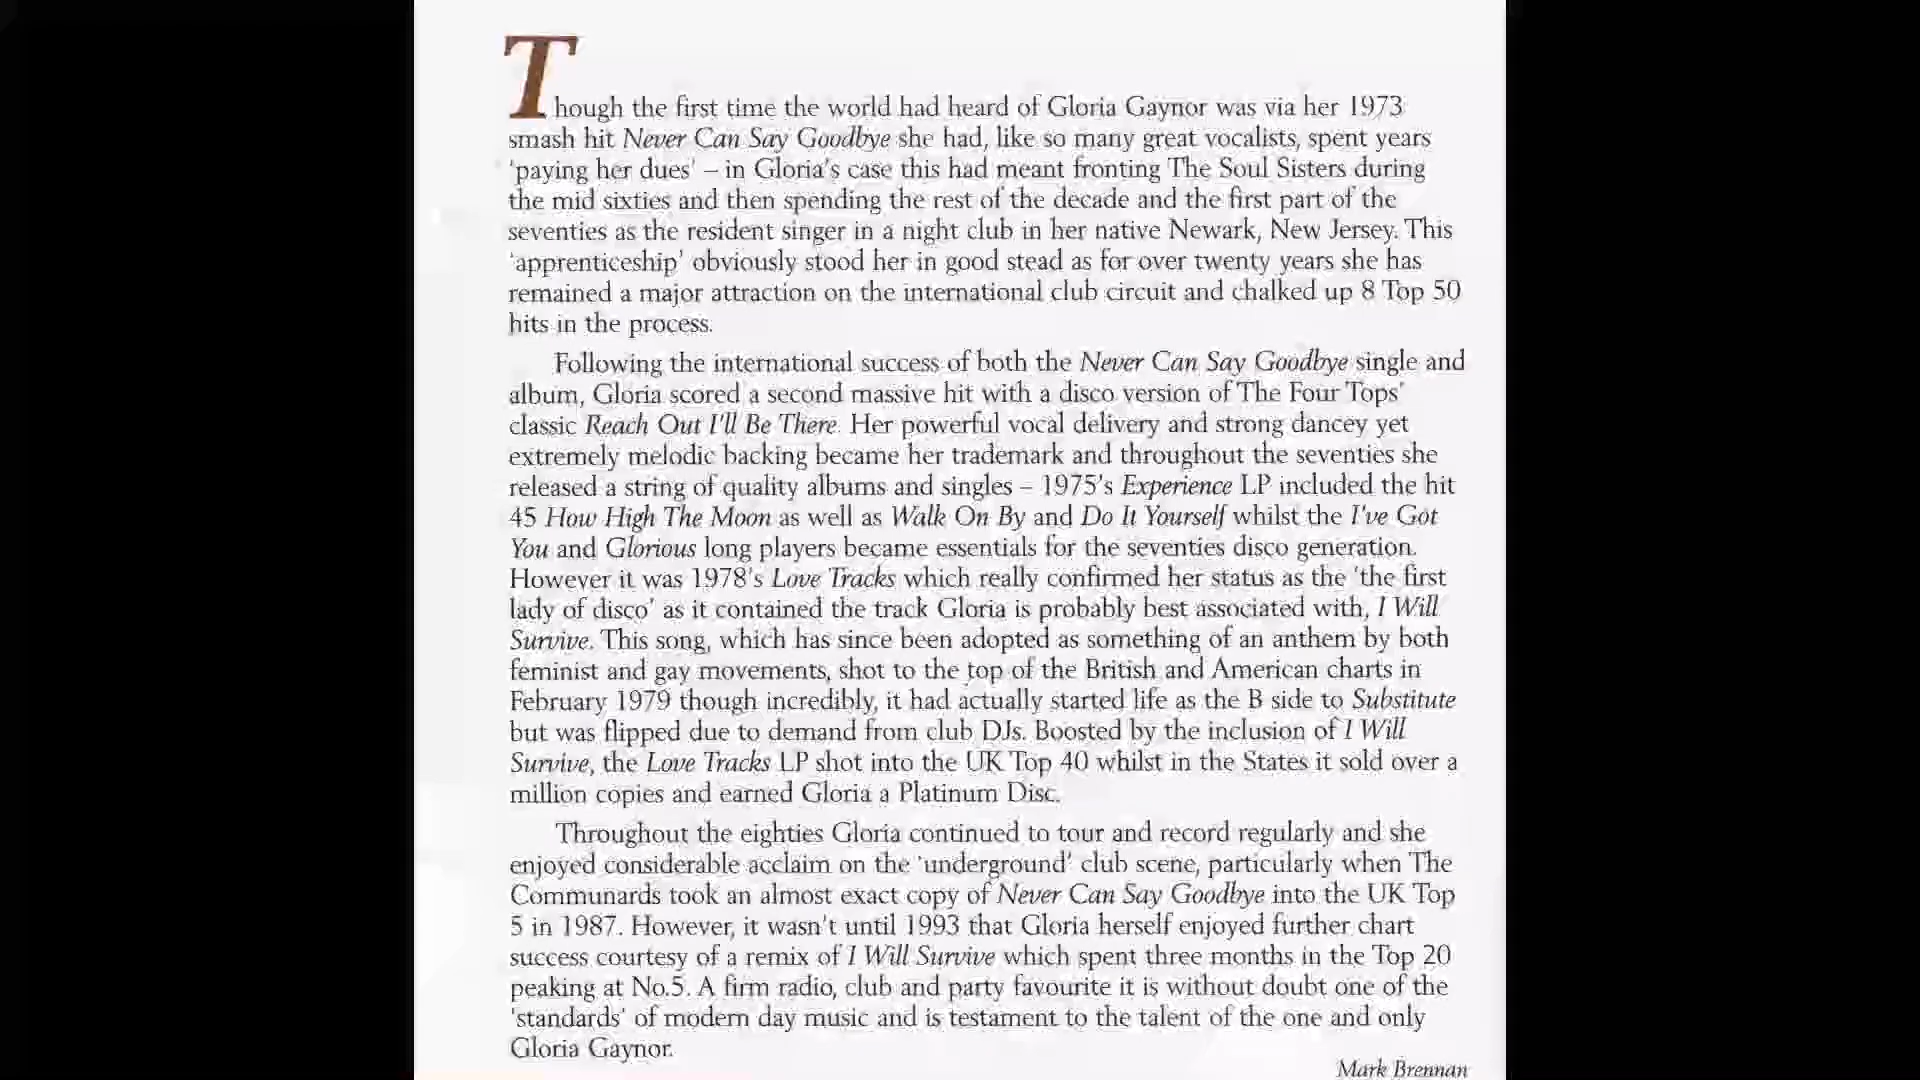 Though the first time the world had heard of Gloria Gaynor was via her 1973
smash hit Never Can Say Goodbye she had, like so many great vocalists, spent years
'paying her dues' – in Gloria's case this had meant fronting The Soul Sisters during
the mid sixties and then spending the rest of the decade and the first part of the
seventies as the resident singer in a night club in her native Newark, New Jersey. This
'apprenticeship' obviously stood her in good stead as for over twenty years she has
remained a major attraction on the international club circuit and chalked up 8 Top 50
hits in the process.
Following the international success of both the Never Can Say Goodbye single and
album, Gloria scored a second massive hit with a disco version of The Four Tops'
classic Reach Out I'll Be There. Her powerful vocal delivery and strong dancey yet
extremely melodic backing became her trademark and throughout the seventies she
released a string of quality albums and singles – 1975's Experience LP included the hit
45 How High The Moon as well as Walk On By and Do It Yourself whilst the I've Got
You and Glorious long players became essentials for the seventies disco generation.
However it was 1978's Love Tracks which really confirmed her status as the 'the first
lady of disco' as it contained the track Gloria is probably best associated with, I Will
Survive. This song, which has since been adopted as something of an anthem by both
feminist and gay movements, shot to the top of the British and American charts in
February 1979 though incredibly, it had actually started life as the B side to Substitute
but was flipped due to demand from club DJs. Boosted by the inclusion of I Will
Survive, the Love Tracks LP shot into the UK Top 40 whilst in the States it sold over a
million copies and earned Gloria a Platinum Disc.
Throughout the eighties Gloria continued to tour and record regularly and she
enjoyed considerable acclaim on the 'underground' club scene, particularly when The
Communards took an almost exact copy of Never Can Say Goodbye into the UK Top
5 in 1987. However, it wasn't until 1993 that Gloria herself enjoyed further chart
success courtesy of a remix of I Will Survive which spent three months in the Top 20
peaking at No.5. A firm radio, club and party favourite it is without doubt one of the
'standards' of modern day music and is testament to the talent of the one and only
Gloria Gaynor.
Mark Brennan